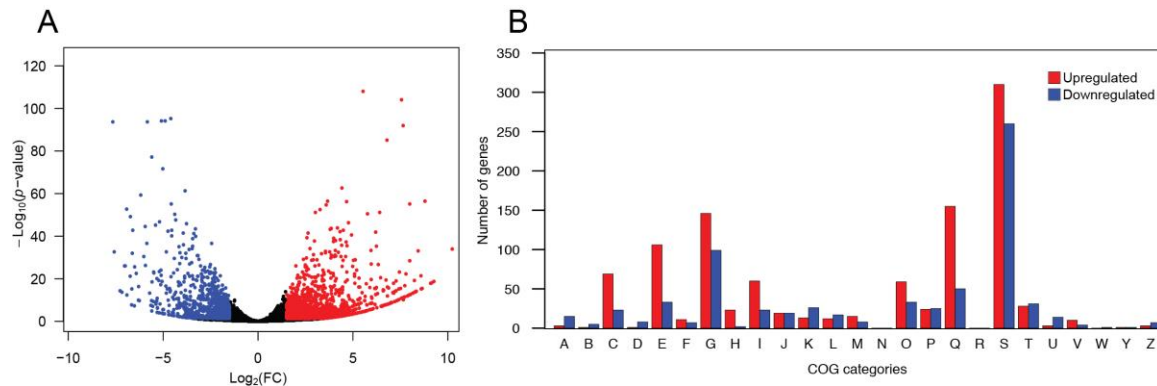 A
120
100
80
60
40
20
0
−Log10(p−value)
−10
−5
0
5
10
Log2(FC)
B
350
300
250
200
150
100
50
0
Number of genes
Upregulated
Downregulated
A B C D E F G H I J K L M N O P Q R S T U V W Y Z
COG categories